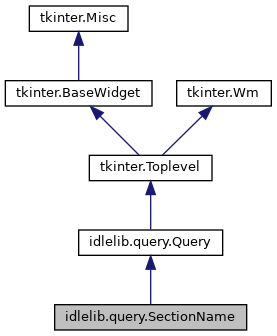 tkinter.Misc
tkinter.BaseWidget
tkinter.Wm
tkinter.Toplevel
idlelib.query.Query
idlelib.query.SectionName